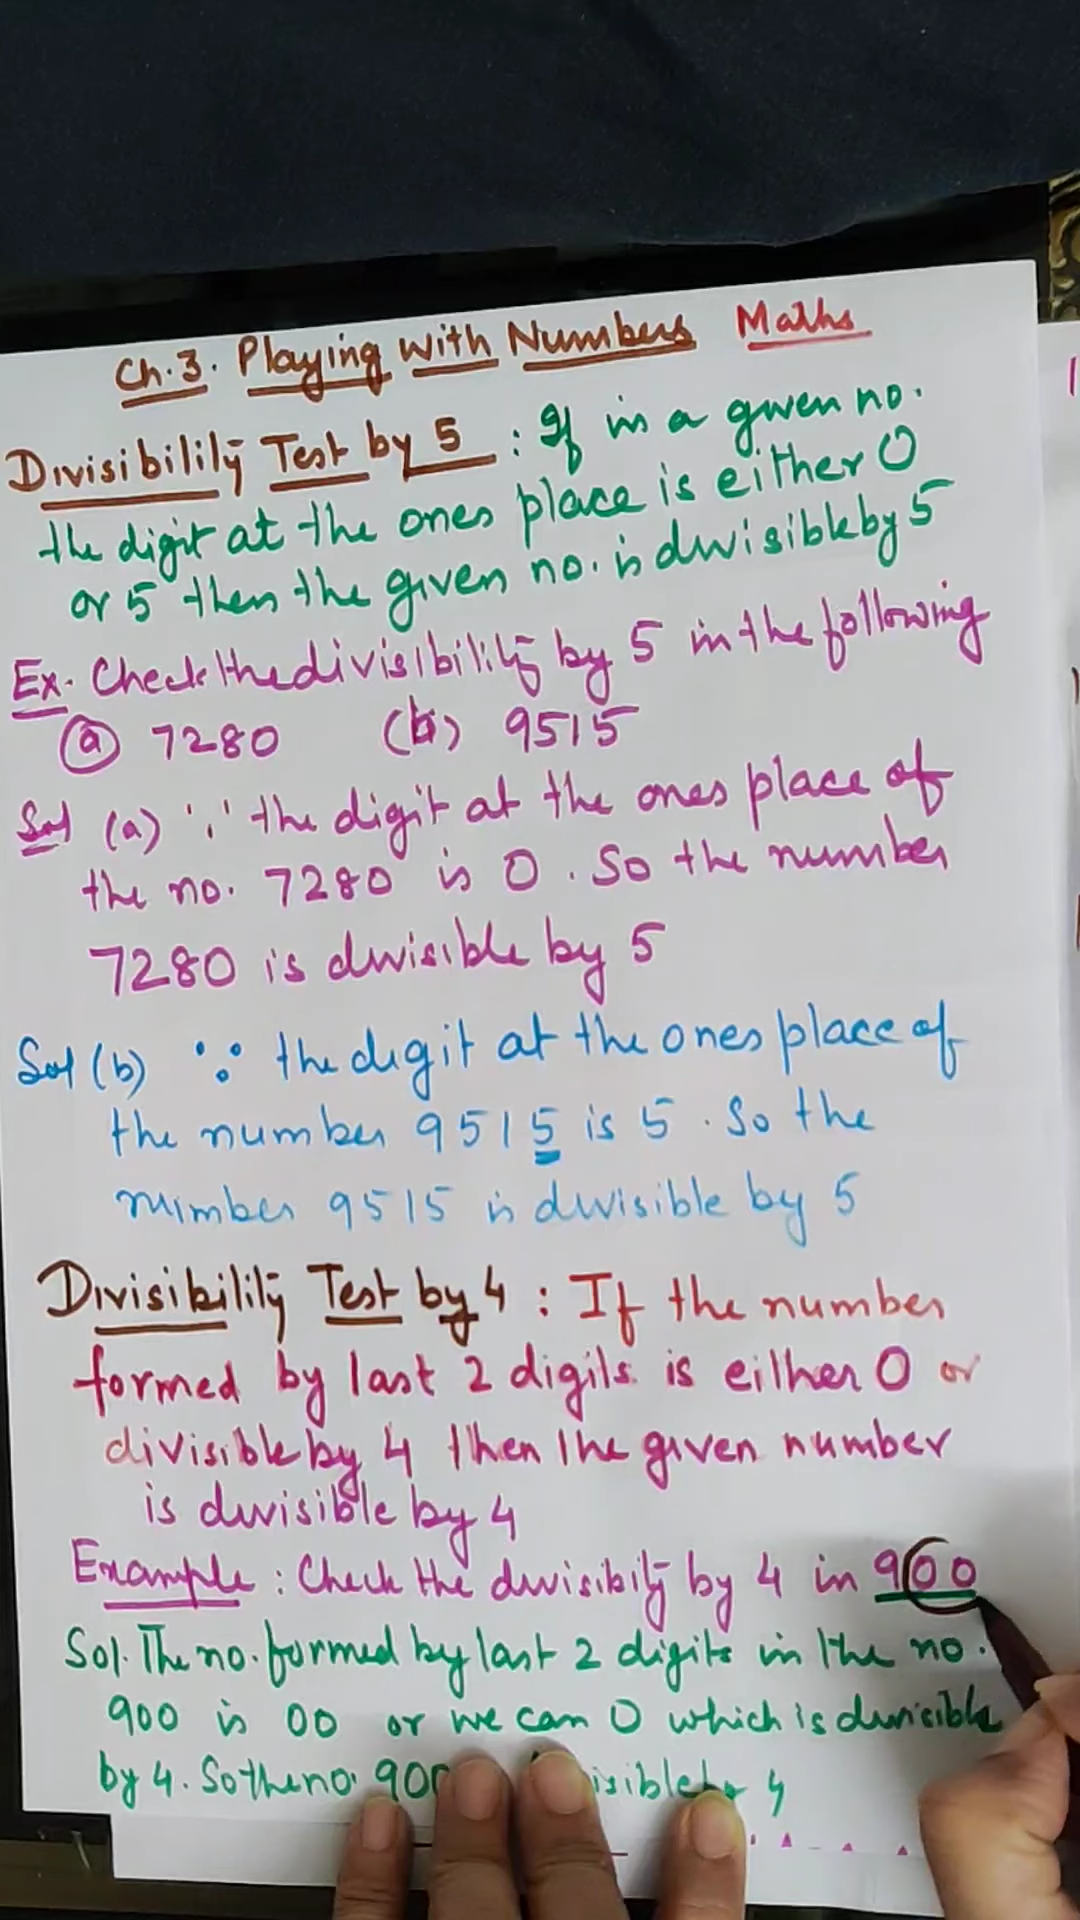 Ch.3. Playing with Numbers Maths
Divisibility Test by 5 : If in a given no.
the digit at the ones place is either 0
or 5 then the given no. is divisible by 5
Ex. Check the divisibility by 5 in the following
(a) 7280 (b) 9515
Sol (a) ∵ the digit at the ones place of
the no. 7280 is 0. So the number
7280 is divisible by 5
Sol (b) ∵ the digit at the ones place of
the number 9515 is 5. So the
number 9515 is divisible by 5
Divisibility Test by 4 : If the number
formed by last 2 digits is either 0 or
divisible by 4 then the given number
is divisible by 4
Example : Check the divisibility by 4 in 900
Sol. The no. formed by last 2 digits in the no.
900 is 00 or we can 0 which is divisible
by 4. So the no. 900 4